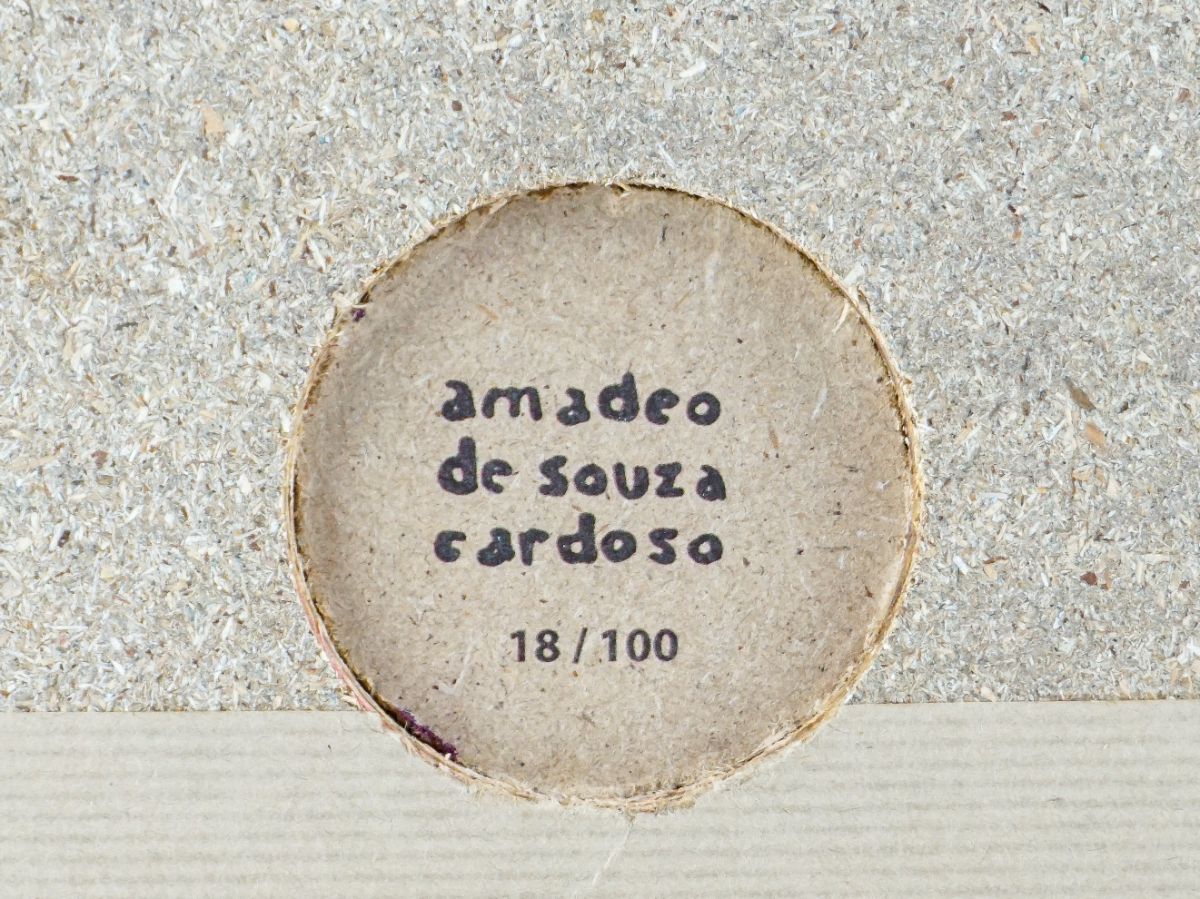 amadeo
de souza
cardoso
18 / 100